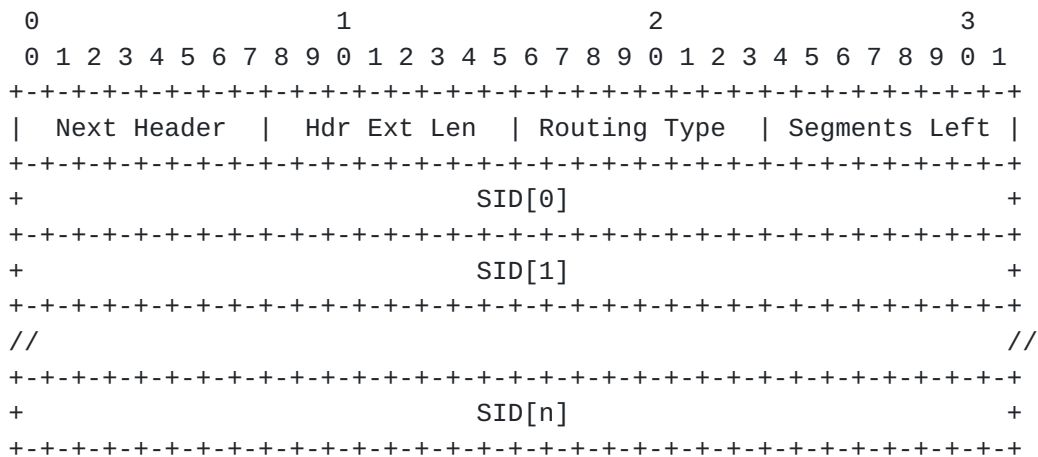 0                   1                   2                   3
 0 1 2 3 4 5 6 7 8 9 0 1 2 3 4 5 6 7 8 9 0 1 2 3 4 5 6 7 8 9 0 1
+-+-+-+-+-+-+-+-+-+-+-+-+-+-+-+-+-+-+-+-+-+-+-+-+-+-+-+-+-+-+-+-+
|  Next Header  |  Hdr Ext Len  | Routing Type  | Segments Left |
+-+-+-+-+-+-+-+-+-+-+-+-+-+-+-+-+-+-+-+-+-+-+-+-+-+-+-+-+-+-+-+-+
+                             SID[0]                            +
+-+-+-+-+-+-+-+-+-+-+-+-+-+-+-+-+-+-+-+-+-+-+-+-+-+-+-+-+-+-+-+-+
+                             SID[1]                            +
+-+-+-+-+-+-+-+-+-+-+-+-+-+-+-+-+-+-+-+-+-+-+-+-+-+-+-+-+-+-+-+-+
//                                                              //
+-+-+-+-+-+-+-+-+-+-+-+-+-+-+-+-+-+-+-+-+-+-+-+-+-+-+-+-+-+-+-+-+
+                             SID[n]                            +
+-+-+-+-+-+-+-+-+-+-+-+-+-+-+-+-+-+-+-+-+-+-+-+-+-+-+-+-+-+-+-+-+